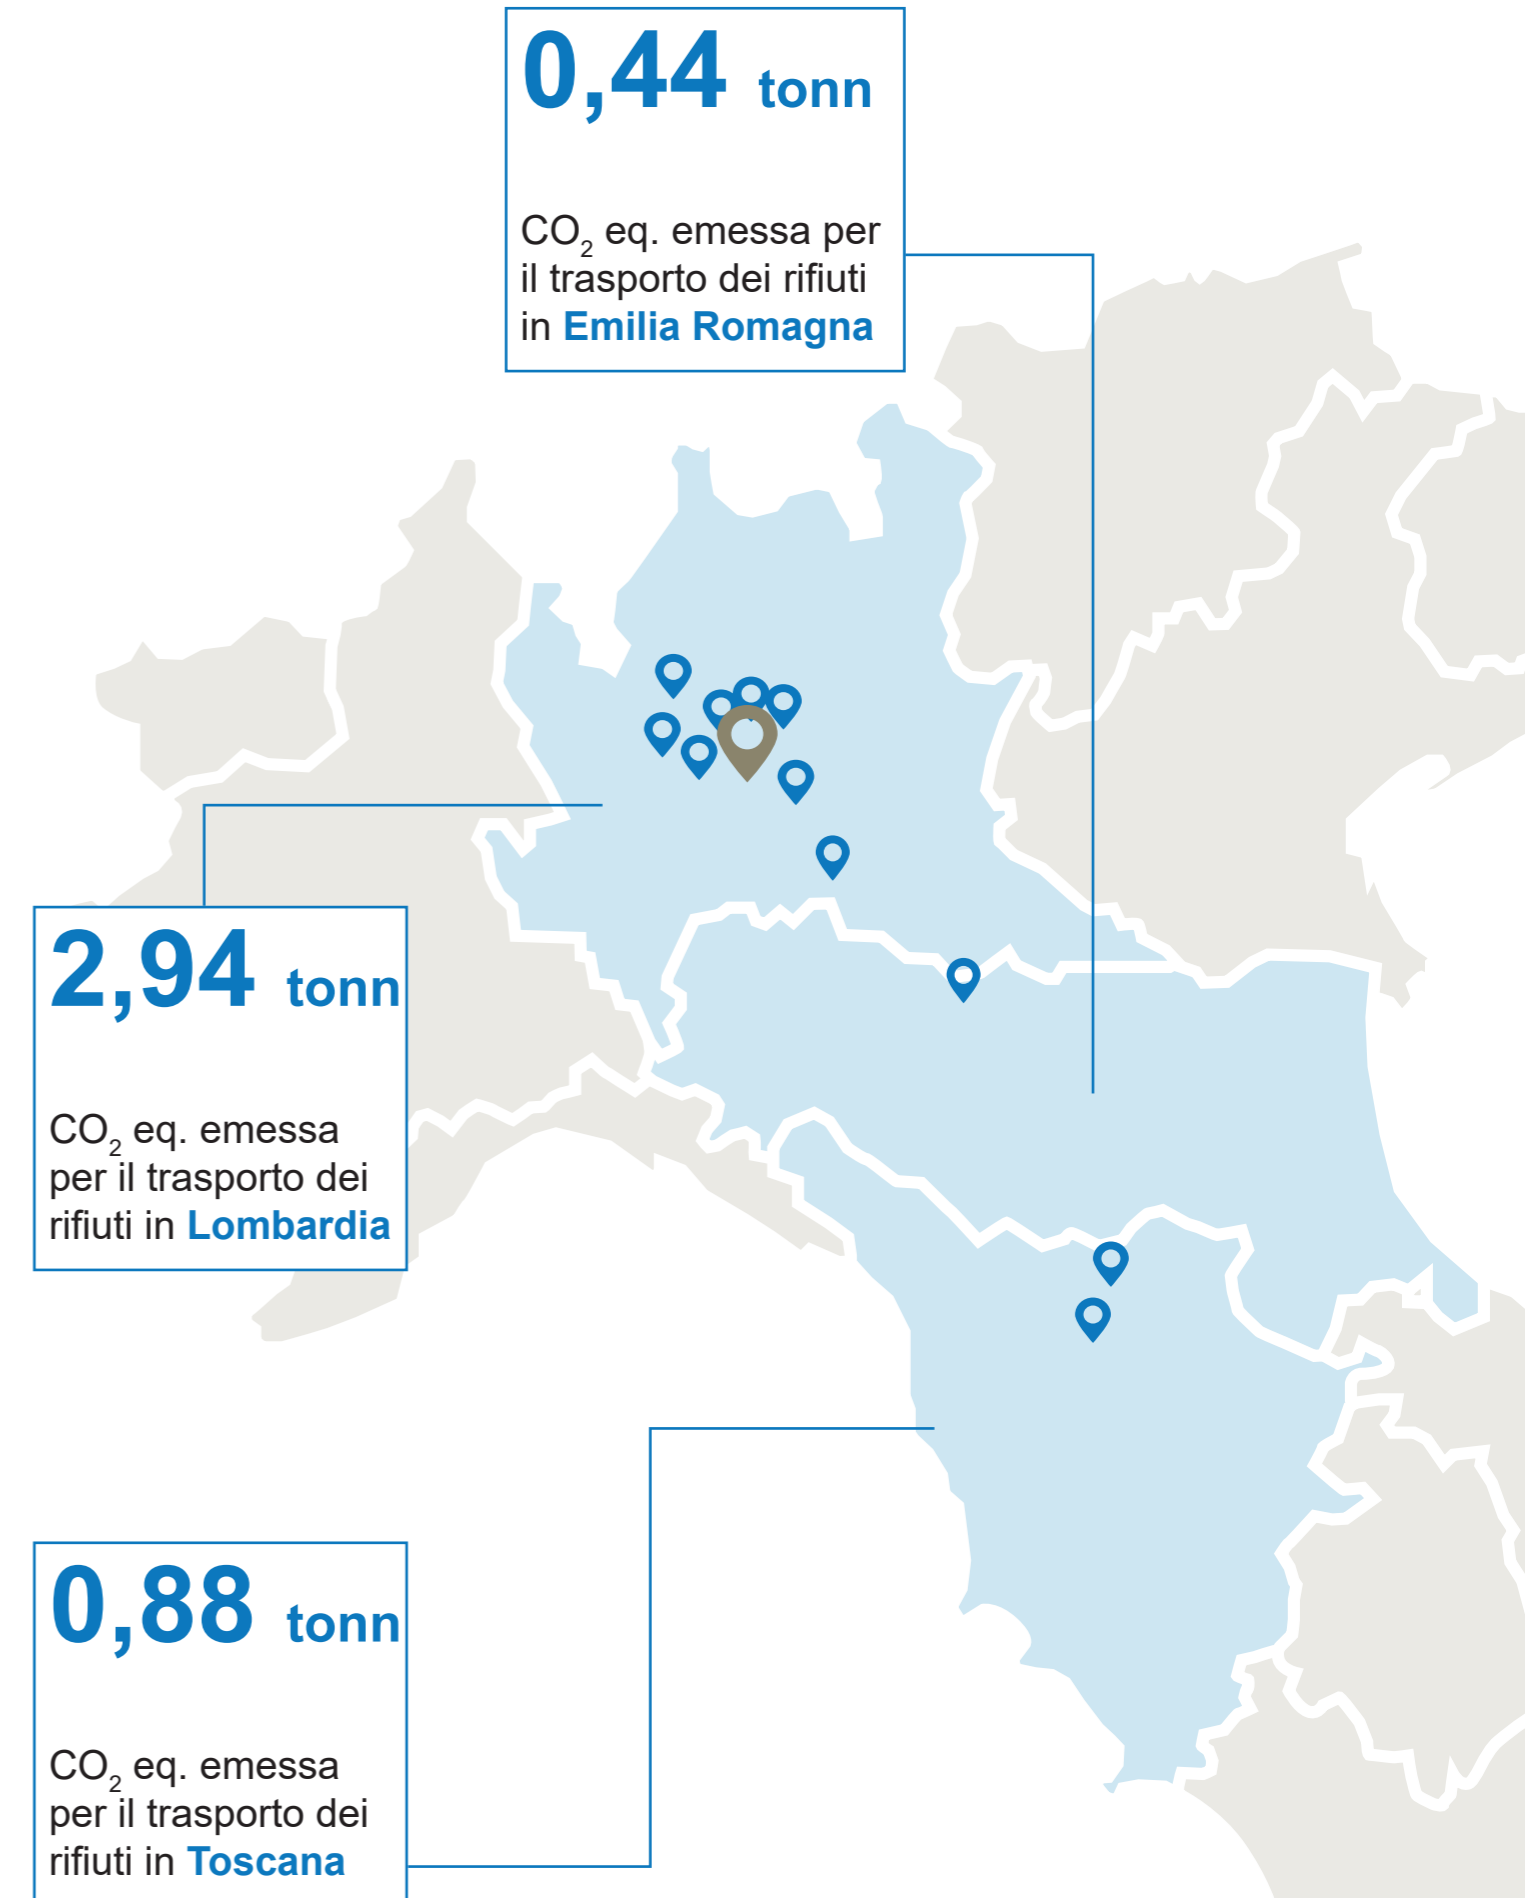 0,44 tonn
CO₂ eq. emessa per
il trasporto dei rifiuti
in Emilia Romagna
2,94 tonn
CO₂ eq. emessa
per il trasporto dei
rifiuti in Lombardia
0,88 tonn
CO₂ eq. emessa
per il trasporto dei
rifiuti in Toscana